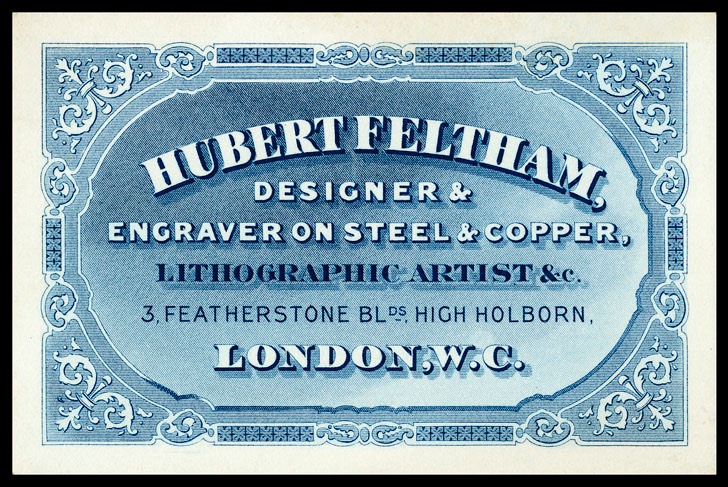 HUBERT FELTHAM,
DESIGNER &
ENGRAVER ON STEEL & COPPER,
LITHOGRAPHIC ARTIST &c.
3, FEATHERSTONE BLDS, HIGH HOLBORN,
LONDON, W.C.